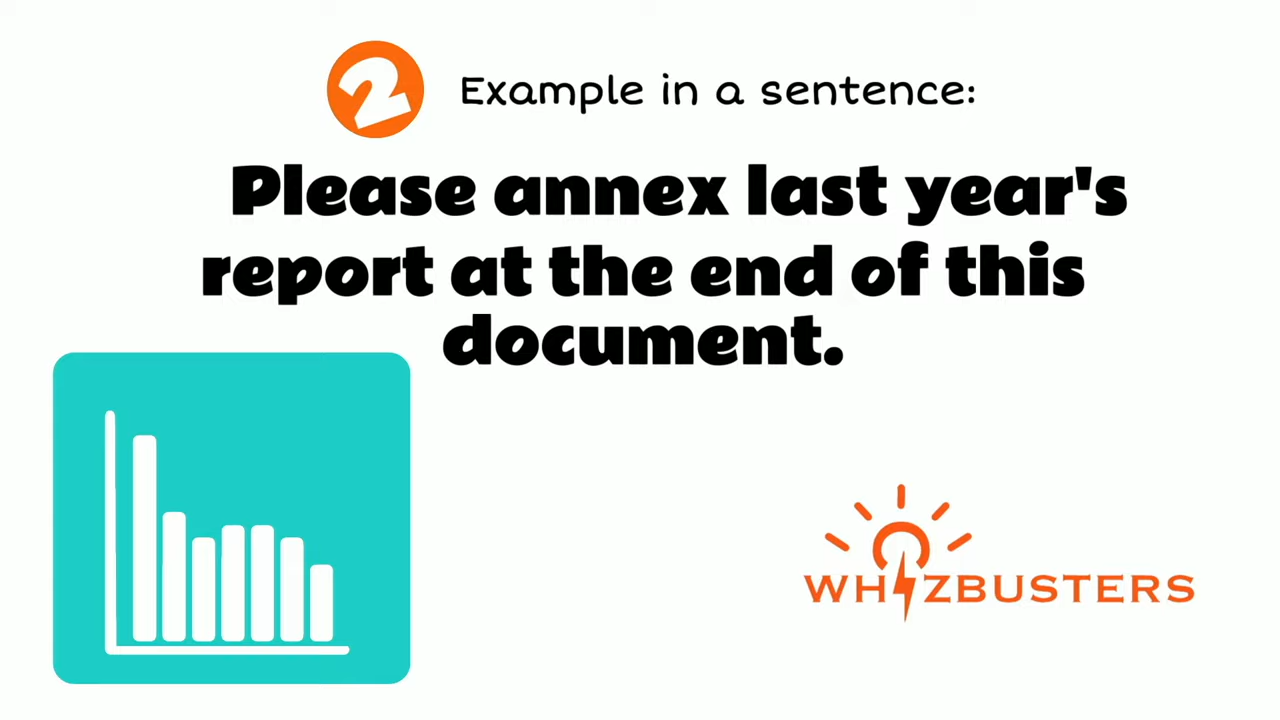 2 Example in a sentence:
Please annex last year's
report at the end of this
document.
WHIZBUSTERS